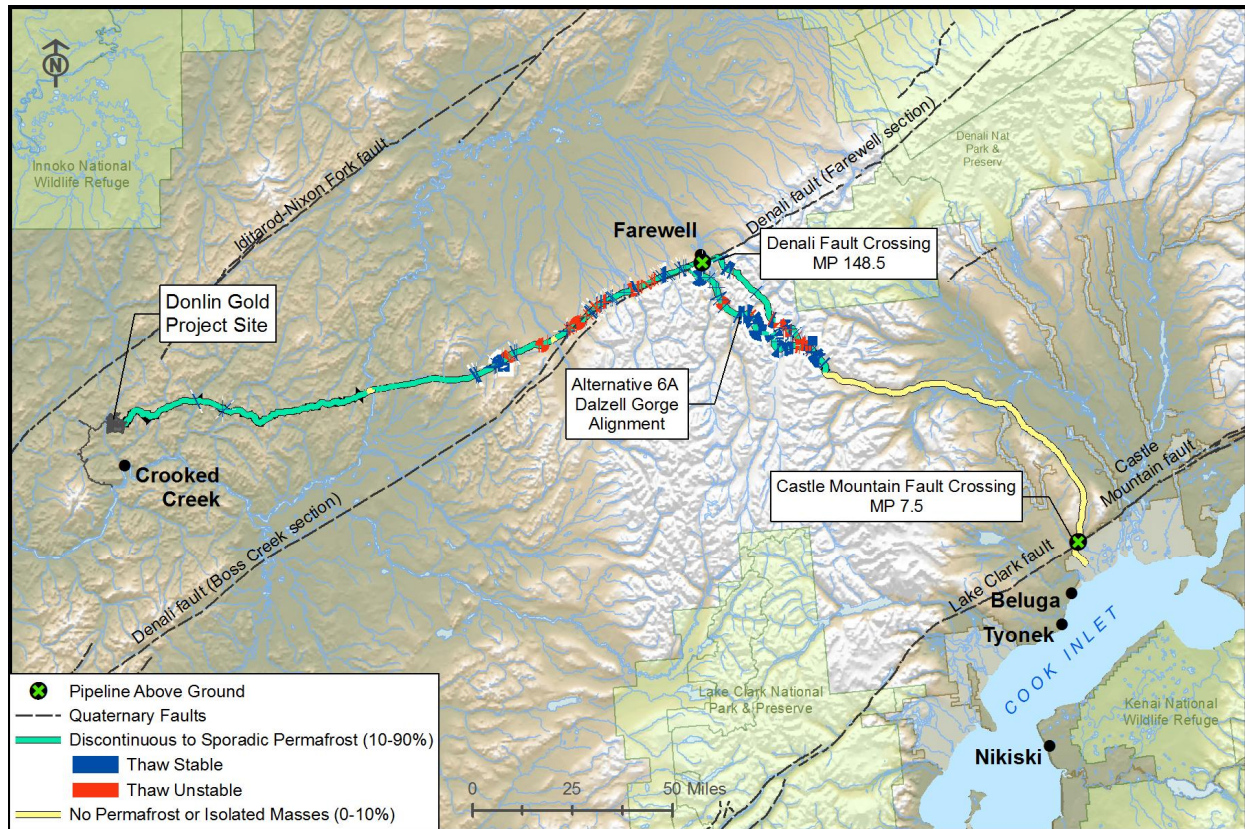 N
Innoko National
Wildlife Refuge
Iditarod-Nixon Fork fault
Denali fault (Farewell section)
Denali Nat
Park &
Preserv
Farewell
Denali Fault Crossing
MP 148.5
Donlin Gold
Project Site
Alternative 6A
Dalzell Gorge
Alignment
Crooked
Creek
Castle Mountain Fault Crossing
MP 7.5
Castle
Mountain fault
Denali fault (Boss Creek section)
Lake Clark fault
Beluga
Tyonek
COOK INLET
Lake Clark National
Park & Preserve
Kenai National
Wildlife Refuge
Nikiski
Pipeline Above Ground
Quaternary Faults
Discontinuous to Sporadic Permafrost (10-90%)
Thaw Stable
Thaw Unstable
No Permafrost or Isolated Masses (0-10%)
0 25 50 Miles